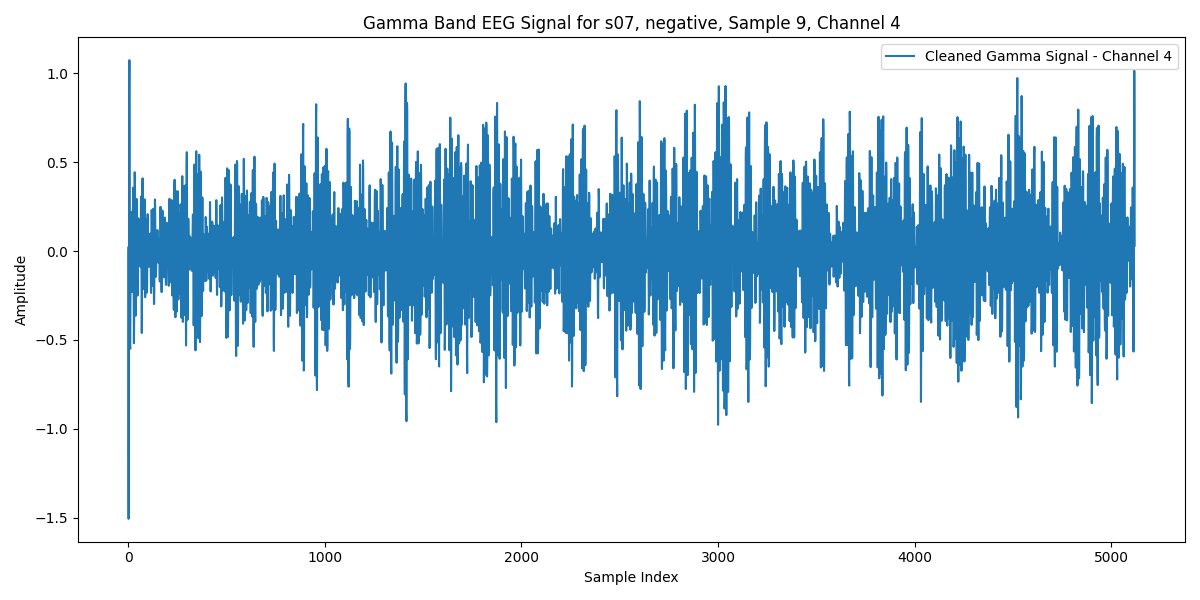 Gamma Band EEG Signal for s07, negative, Sample 9, Channel 4
Cleaned Gamma Signal - Channel 4
1.0
0.5
0.0
−0.5
−1.0
−1.5
Amplitude
0 1000 2000 3000 4000 5000
Sample Index